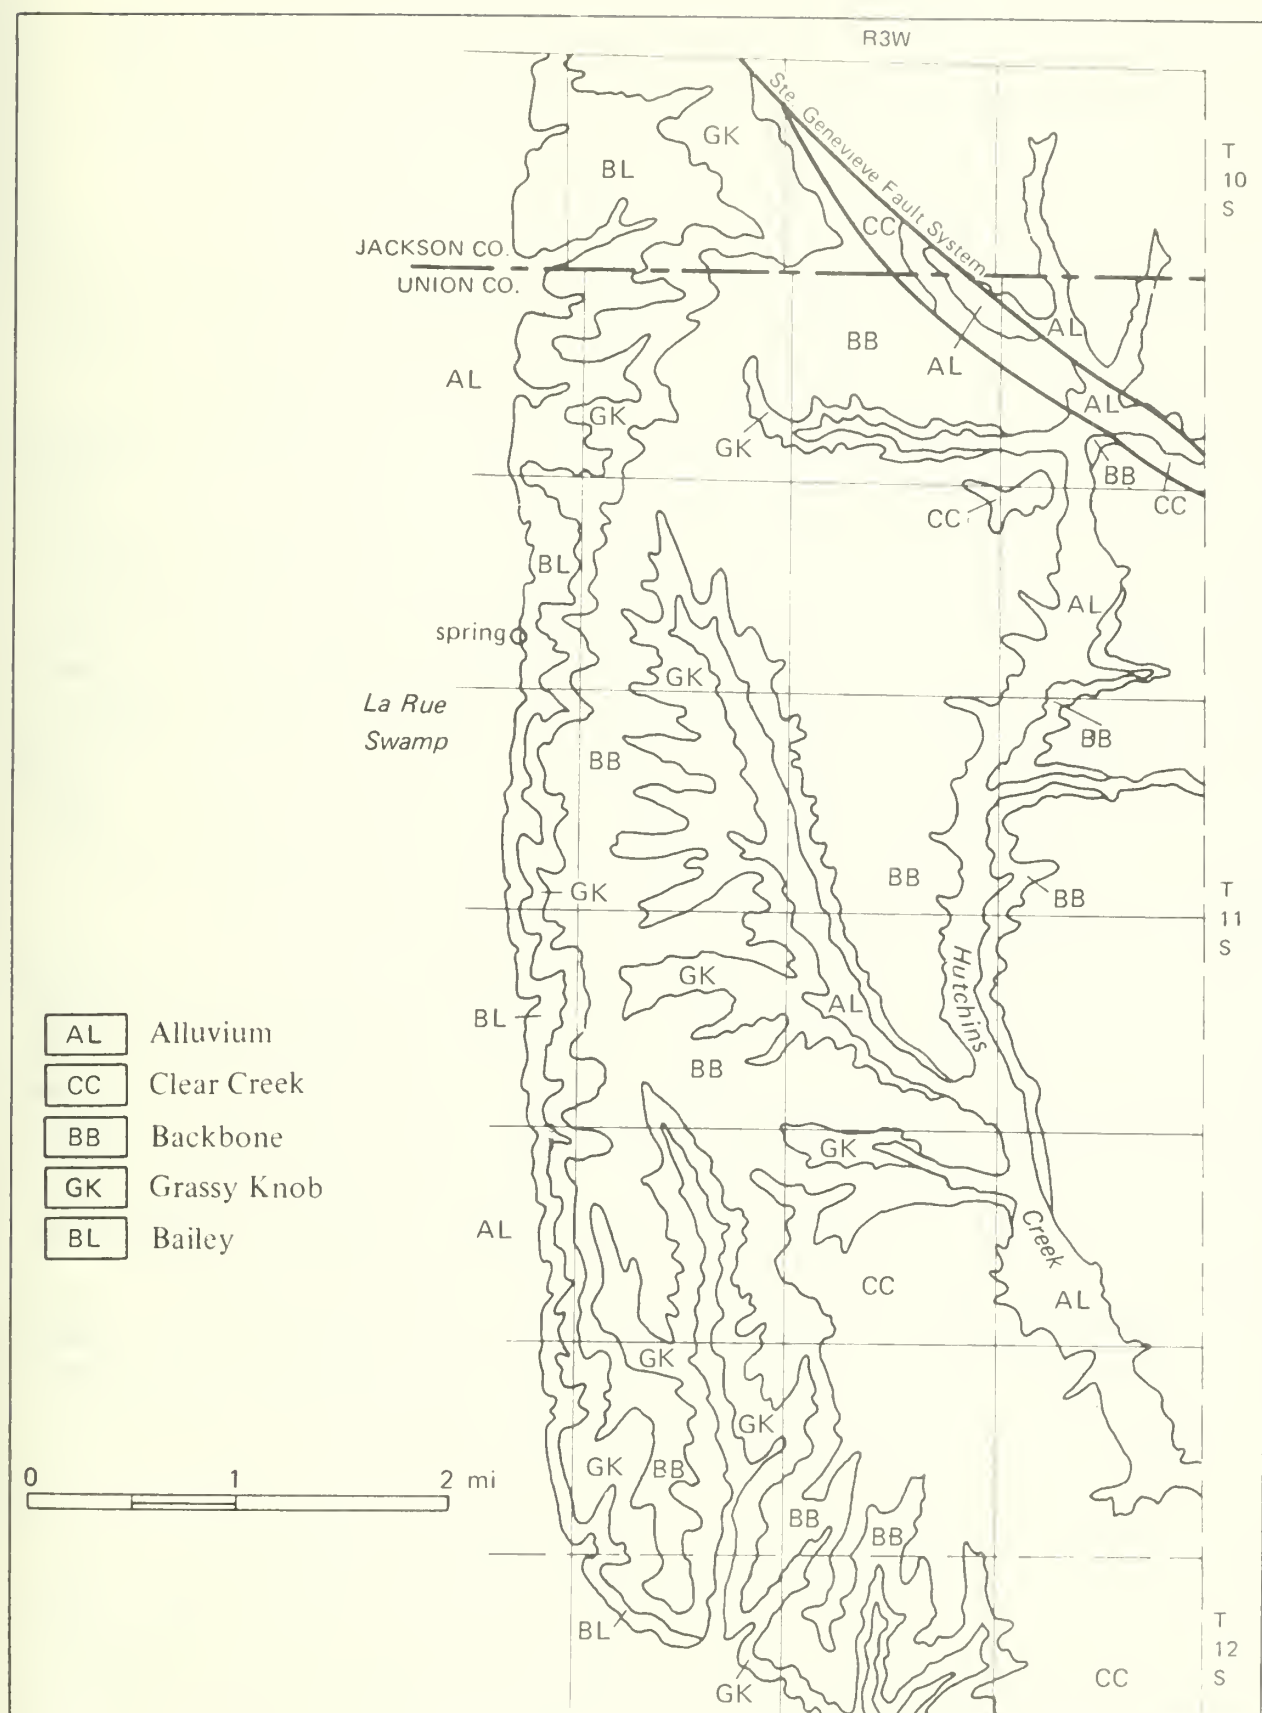 R3W
Ste. Genevieve Fault System
GK
T
10
S
BL
CC
JACKSON CO.
UNION CO.
AL
BB
AL
AL
AL
GK
GK
BB
CC
CC
BL
AL
spring
GK
La Rue
Swamp
BB
BB
BB
GK
BB
T
11
S
GK
Hutchins
AL
BL
BB
AL Alluvium
CC Clear Creek
BB Backbone
GK Grassy Knob
BL Bailey
GK
AL
Creek
CC
AL
GK
GK
GK
BB
0 1 2 mi
BB
BB
BL
T
12
S
GK
CC